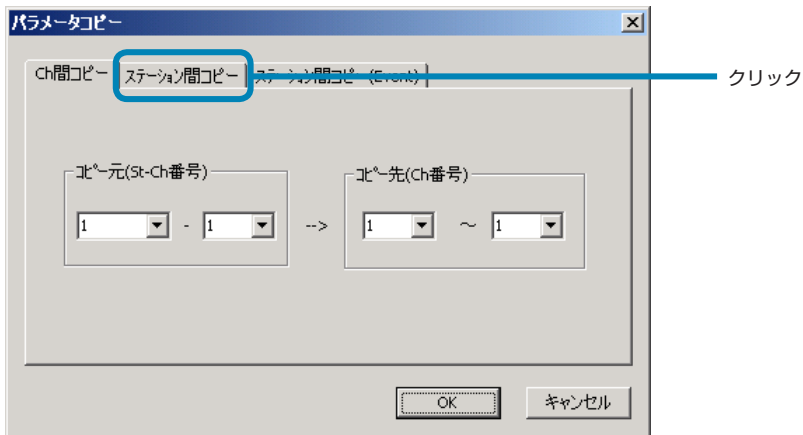 パラメータコピー
Ch間コピー ステーション間コピー ステーション間コピー(Event)
クリック
コピー元(St-Ch番号) コピー先(Ch番号)
1 - 1 --> 1 ～ 1
OK キャンセル